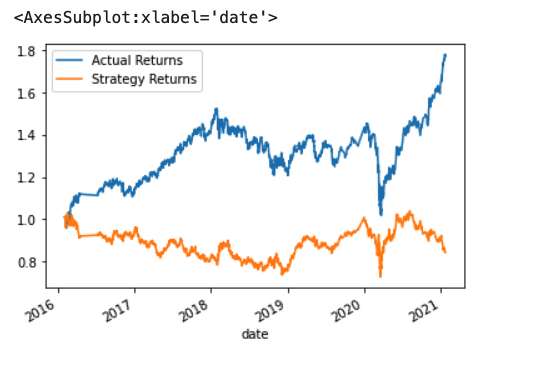 <AxesSubplot:xlabel='date'>
1.8
Actual Returns
Strategy Returns
1.6
1.4
1.2
1.0
0.8
2016 2017 2018 2019 2020 2021
date